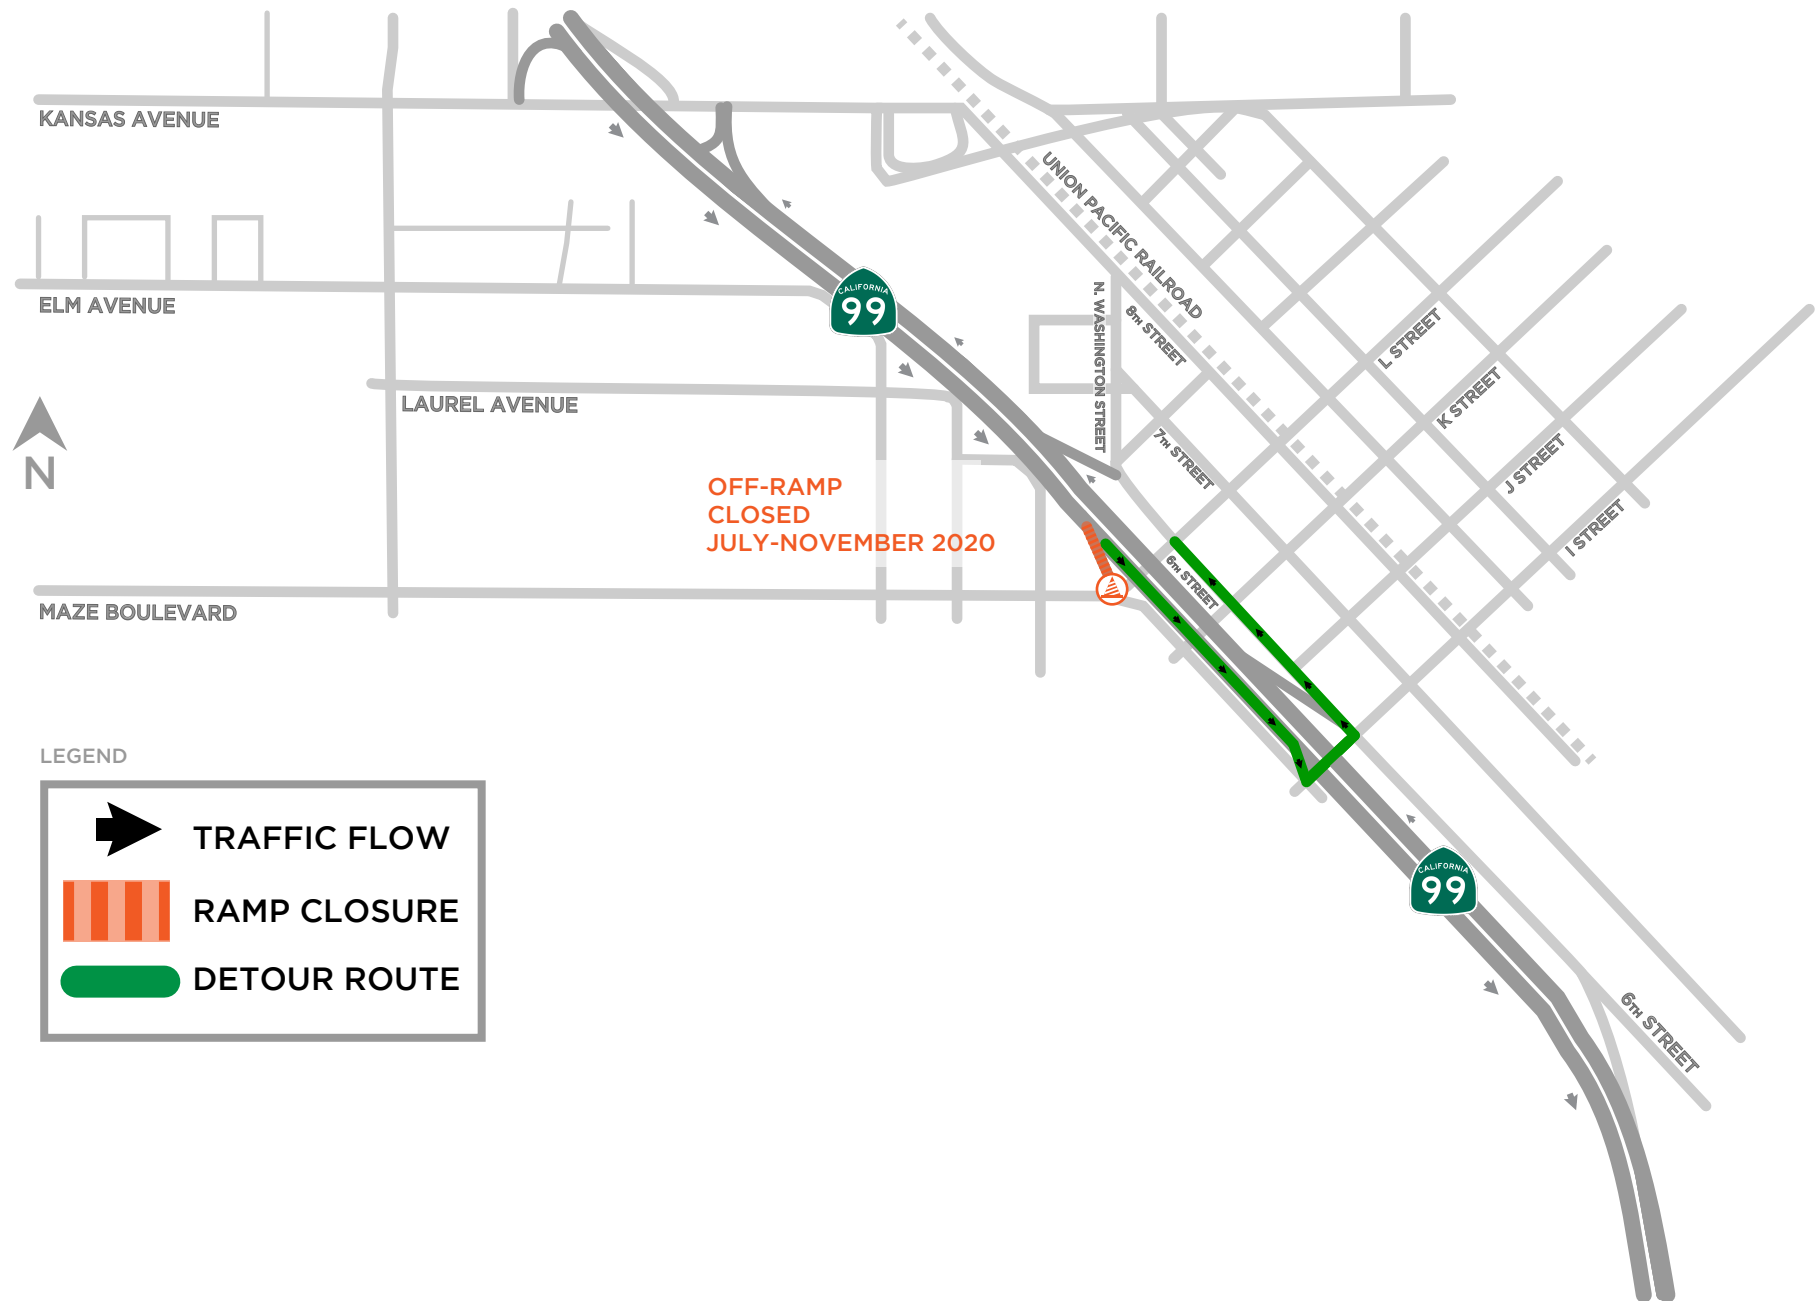 KANSAS AVENUE
UNION PACIFIC RAILROAD
ELM AVENUE
CALIFORNIA
99
N. WASHINGTON STREET
8TH STREET
L STREET
K STREET
LAUREL AVENUE
7TH STREET
J STREET
I STREET
N
OFF-RAMP
CLOSED
JULY-NOVEMBER 2020
6TH STREET
MAZE BOULEVARD
LEGEND
TRAFFIC FLOW
RAMP CLOSURE
DETOUR ROUTE
CALIFORNIA
99
6TH STREET